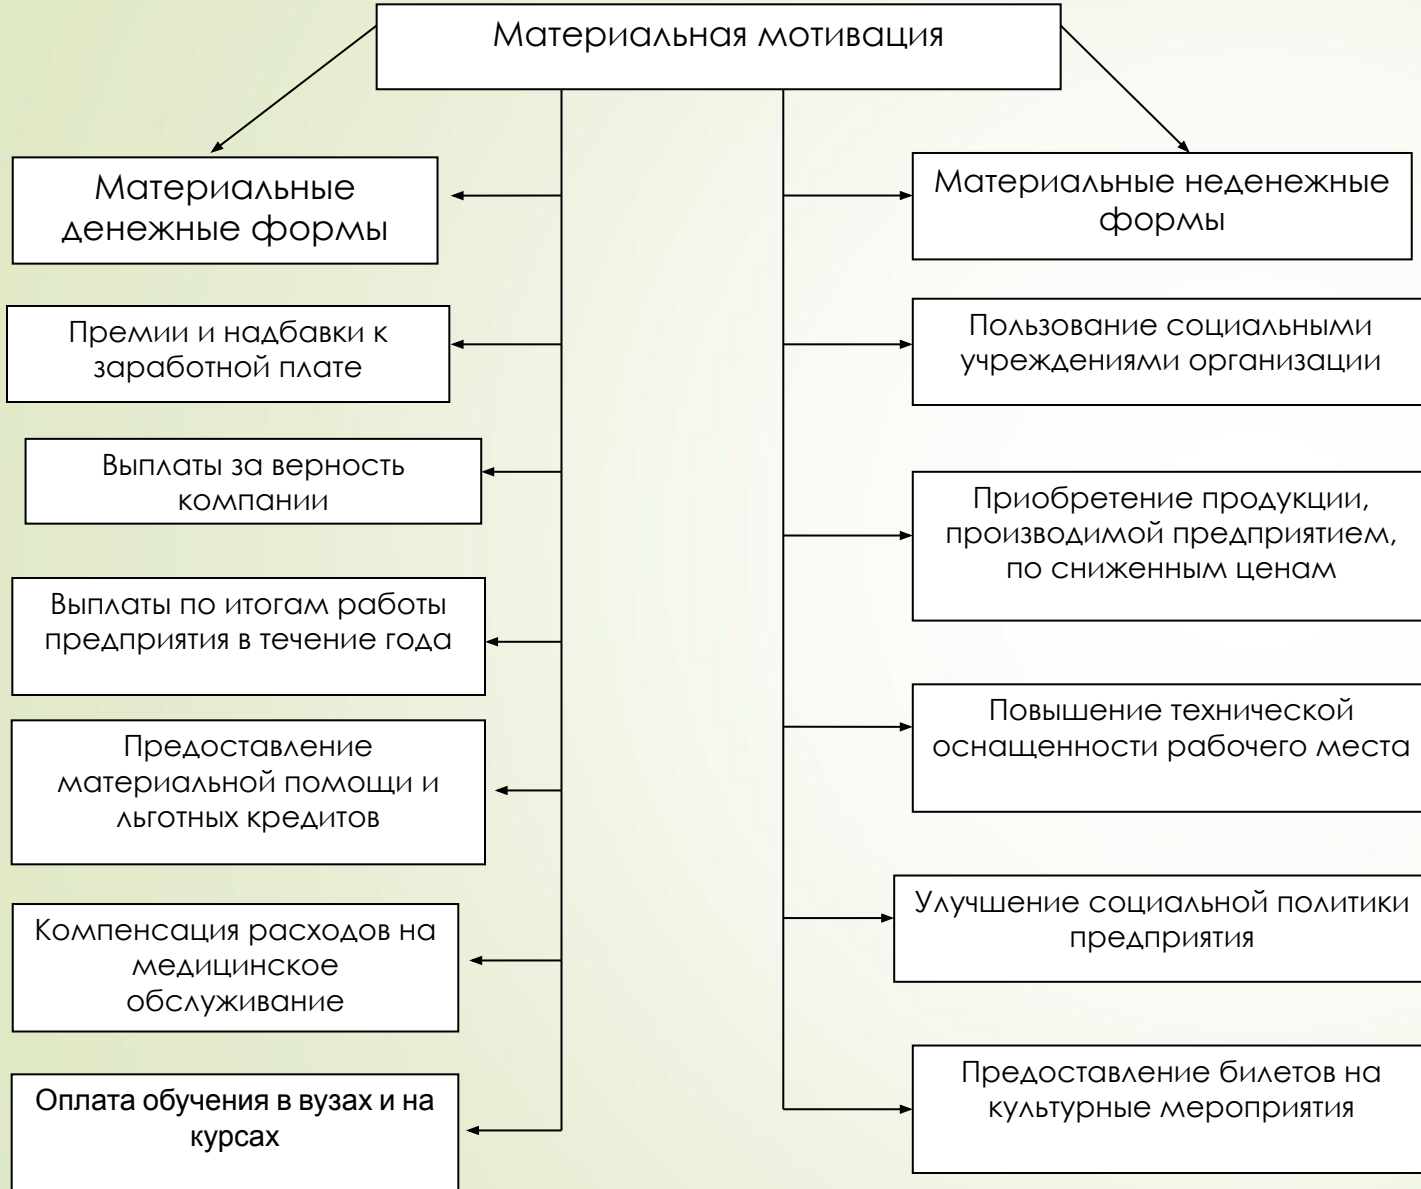 Материальная мотивация
Материальные
денежные формы
Премии и надбавки к
заработной плате
Выплаты за верность
компании
Выплаты по итогам работы
предприятия в течение года
Предоставление
материальной помощи и
льготных кредитов
Компенсация расходов на
медицинское
обслуживание
Оплата обучения в вузах и на
курсах
Материальные неденежные
формы
Пользование социальными
учреждениями организации
Приобретение продукции,
производимой предприятием,
по сниженным ценам
Повышение технической
оснащенности рабочего места
Улучшение социальной политики
предприятия
Предоставление билетов на
культурные мероприятия